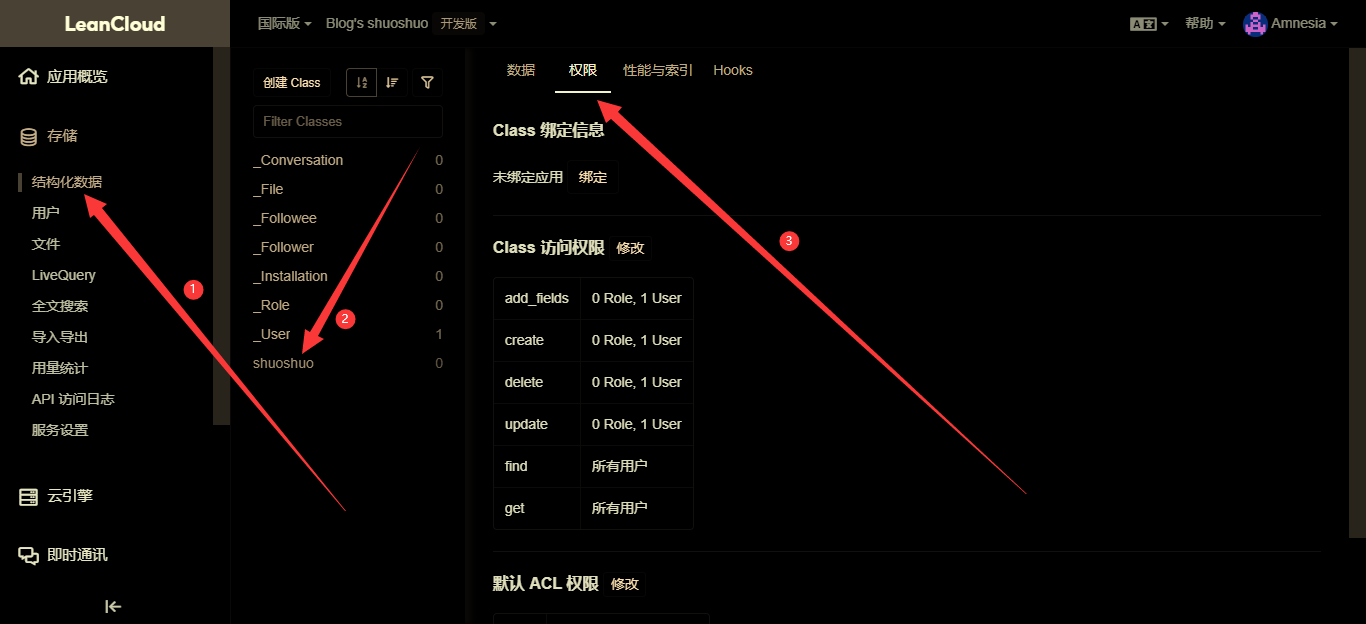 LeanCloud
国际版 Blog's shuoshuo 开发版
帮助 Amnesia
应用概览
存储
结构化数据
用户
文件
LiveQuery
全文搜索
导入导出
用量统计
API 访问日志
服务设置
云引擎
即时通讯
创建 Class
Filter Classes
_Conversation 0
_File 0
_Followee 0
_Follower 0
_Installation 0
_Role 0
_User 1
shuoshuo 0
1
2
3
数据 权限 性能与索引 Hooks
Class 绑定信息
未绑定应用 绑定
Class 访问权限 修改
add_fields 0 Role, 1 User
create 0 Role, 1 User
delete 0 Role, 1 User
update 0 Role, 1 User
find 所有用户
get 所有用户
默认 ACL 权限 修改